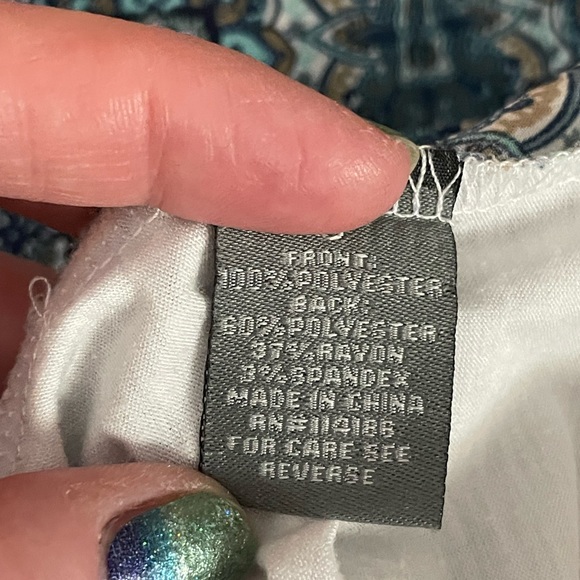 FRONT:
100% POLYESTER
BACK:
60% POLYESTER
37% RAYON
3% SPANDEX
MADE IN CHINA
RN#114186
FOR CARE SEE
REVERSE